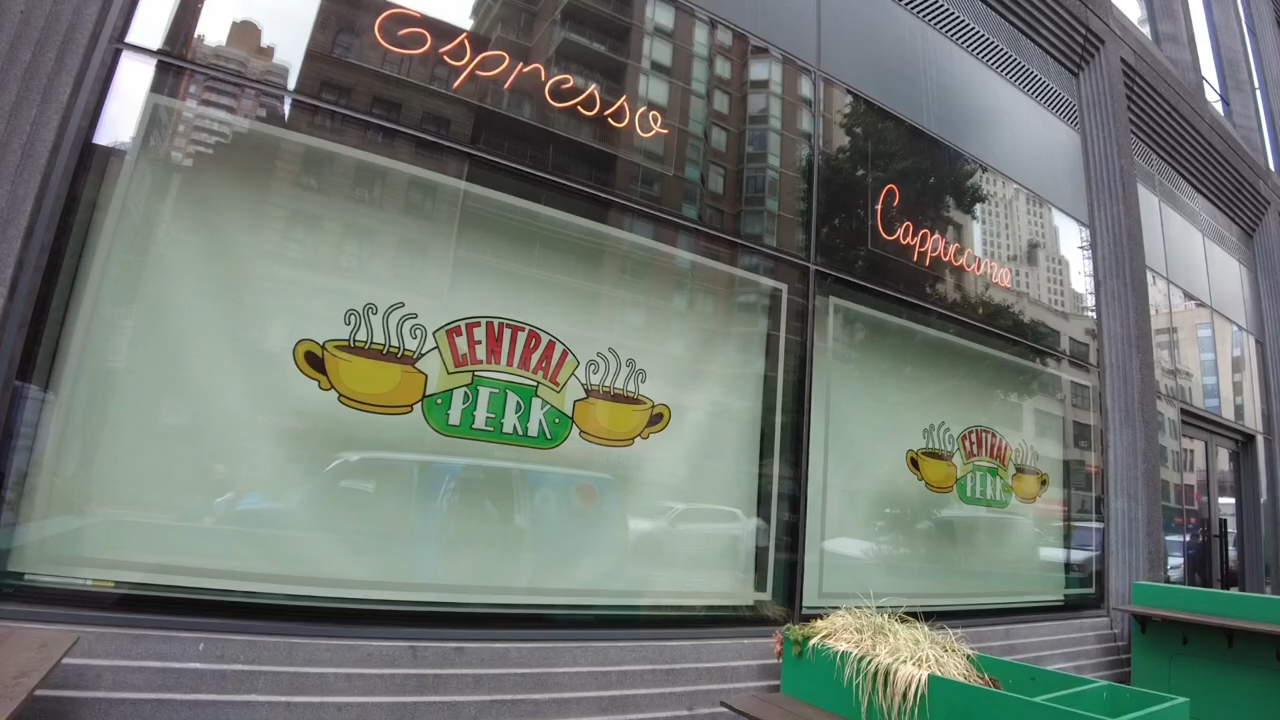 Espresso
Cappuccino
CENTRAL
PERK
CENTRAL
PERK